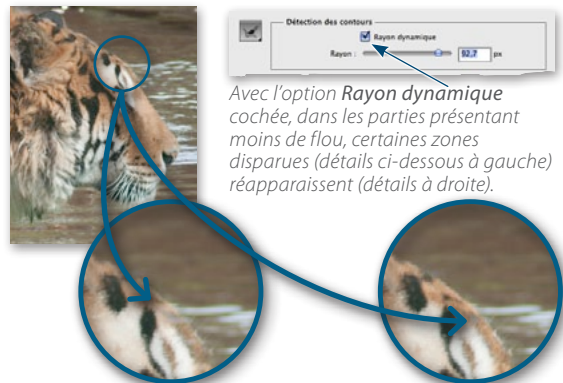 Détection des contours
Rayon dynamique
Rayon : 92,7 px
Avec l'option Rayon dynamique
cochée, dans les parties présentant
moins de flou, certaines zones
disparues (détails ci-dessous à gauche)
réapparaissent (détails à droite).